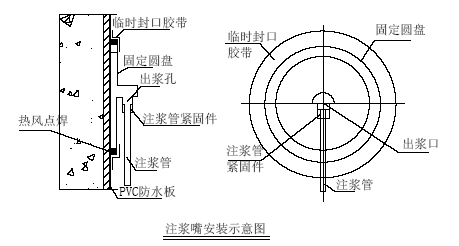 临时封口胶带
固定圆盘
出浆孔
注浆管紧固件
热风点焊
注浆管
PVC防水板
临时封口
胶带
固定圆盘
出浆口
注浆管
紧固件
注浆管
注浆嘴安装示意图